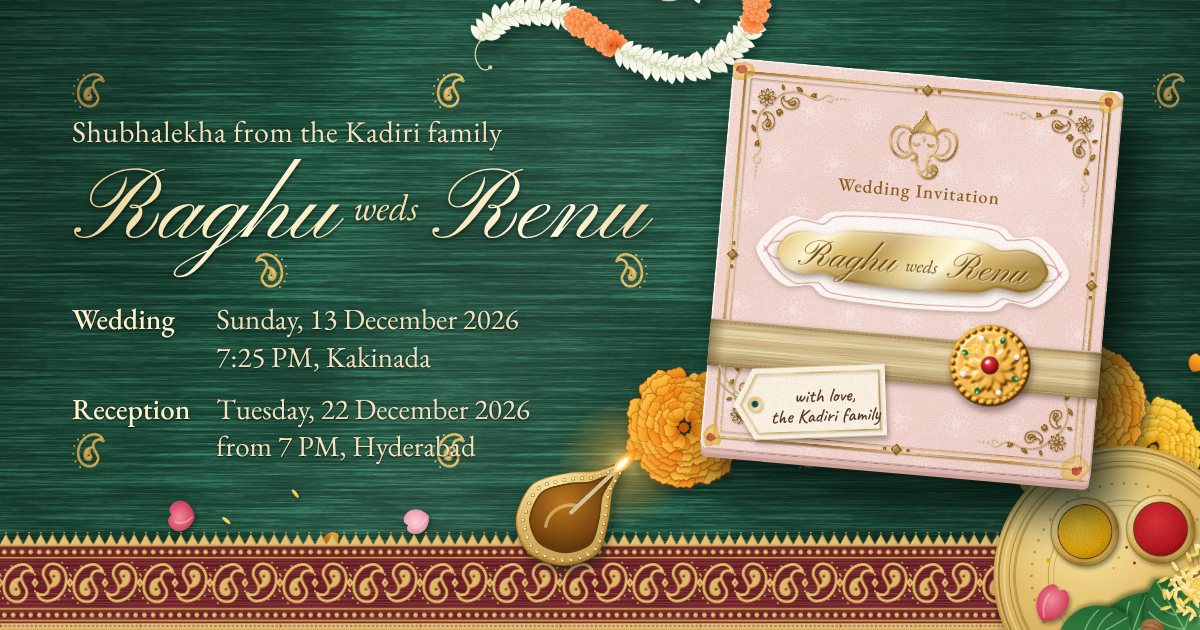 Shubhalekha from the Kadiri family
Raghu weds Renu
Wedding Sunday, 13 December 2026
7:25 PM, Kakinada
Reception Tuesday, 22 December 2026
from 7 PM, Hyderabad
Wedding Invitation
Raghu weds Renu
with love,
the Kadiri family